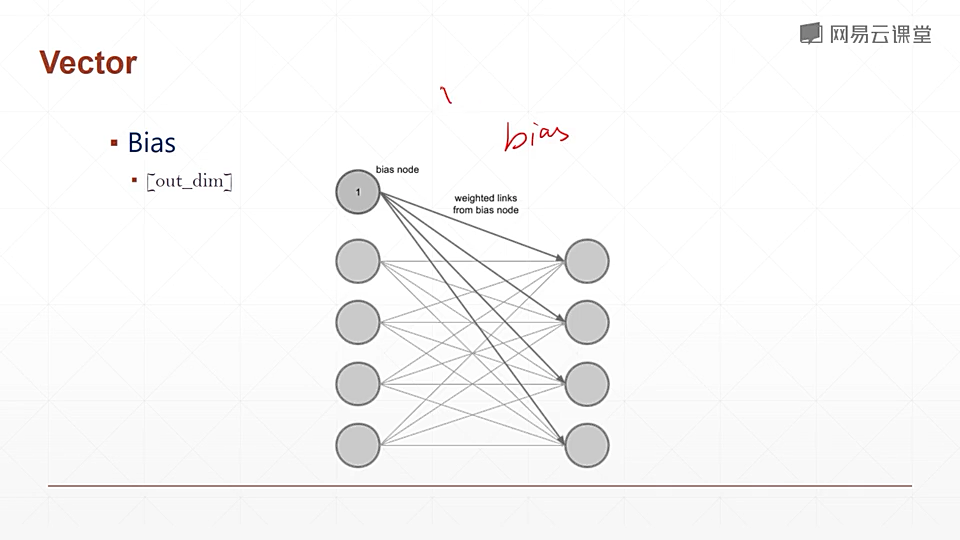 网易云课堂
Vector
bias
Bias
[out_dim]
bias node
1
weighted links
from bias node